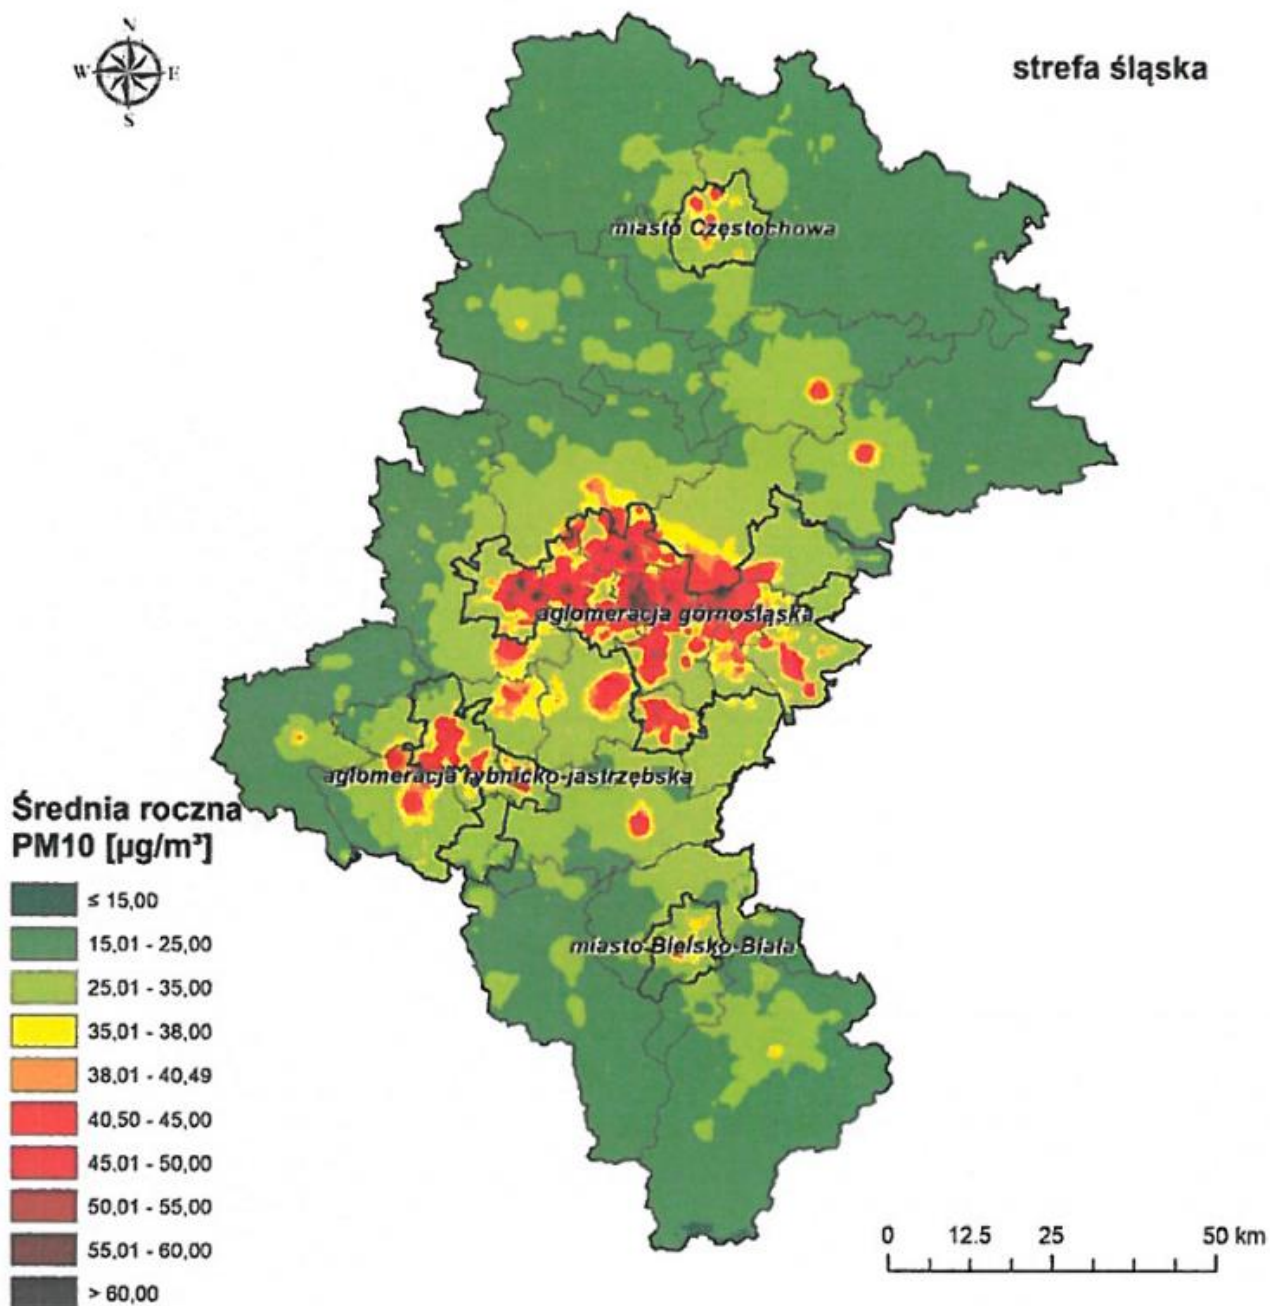 N
W E
S
strefa śląska
miasto Częstochowa
aglomeracja górnośląska
aglomeracja rybnicko-jastrzębska
miasto Bielsko-Biała
Średnia roczna
PM10 [µg/m³]
≤ 15,00
15,01 - 25,00
25,01 - 35,00
35,01 - 38,00
38,01 - 40,49
40,50 - 45,00
45,01 - 50,00
50,01 - 55,00
55,01 - 60,00
> 60,00
0 12.5 25 50 km